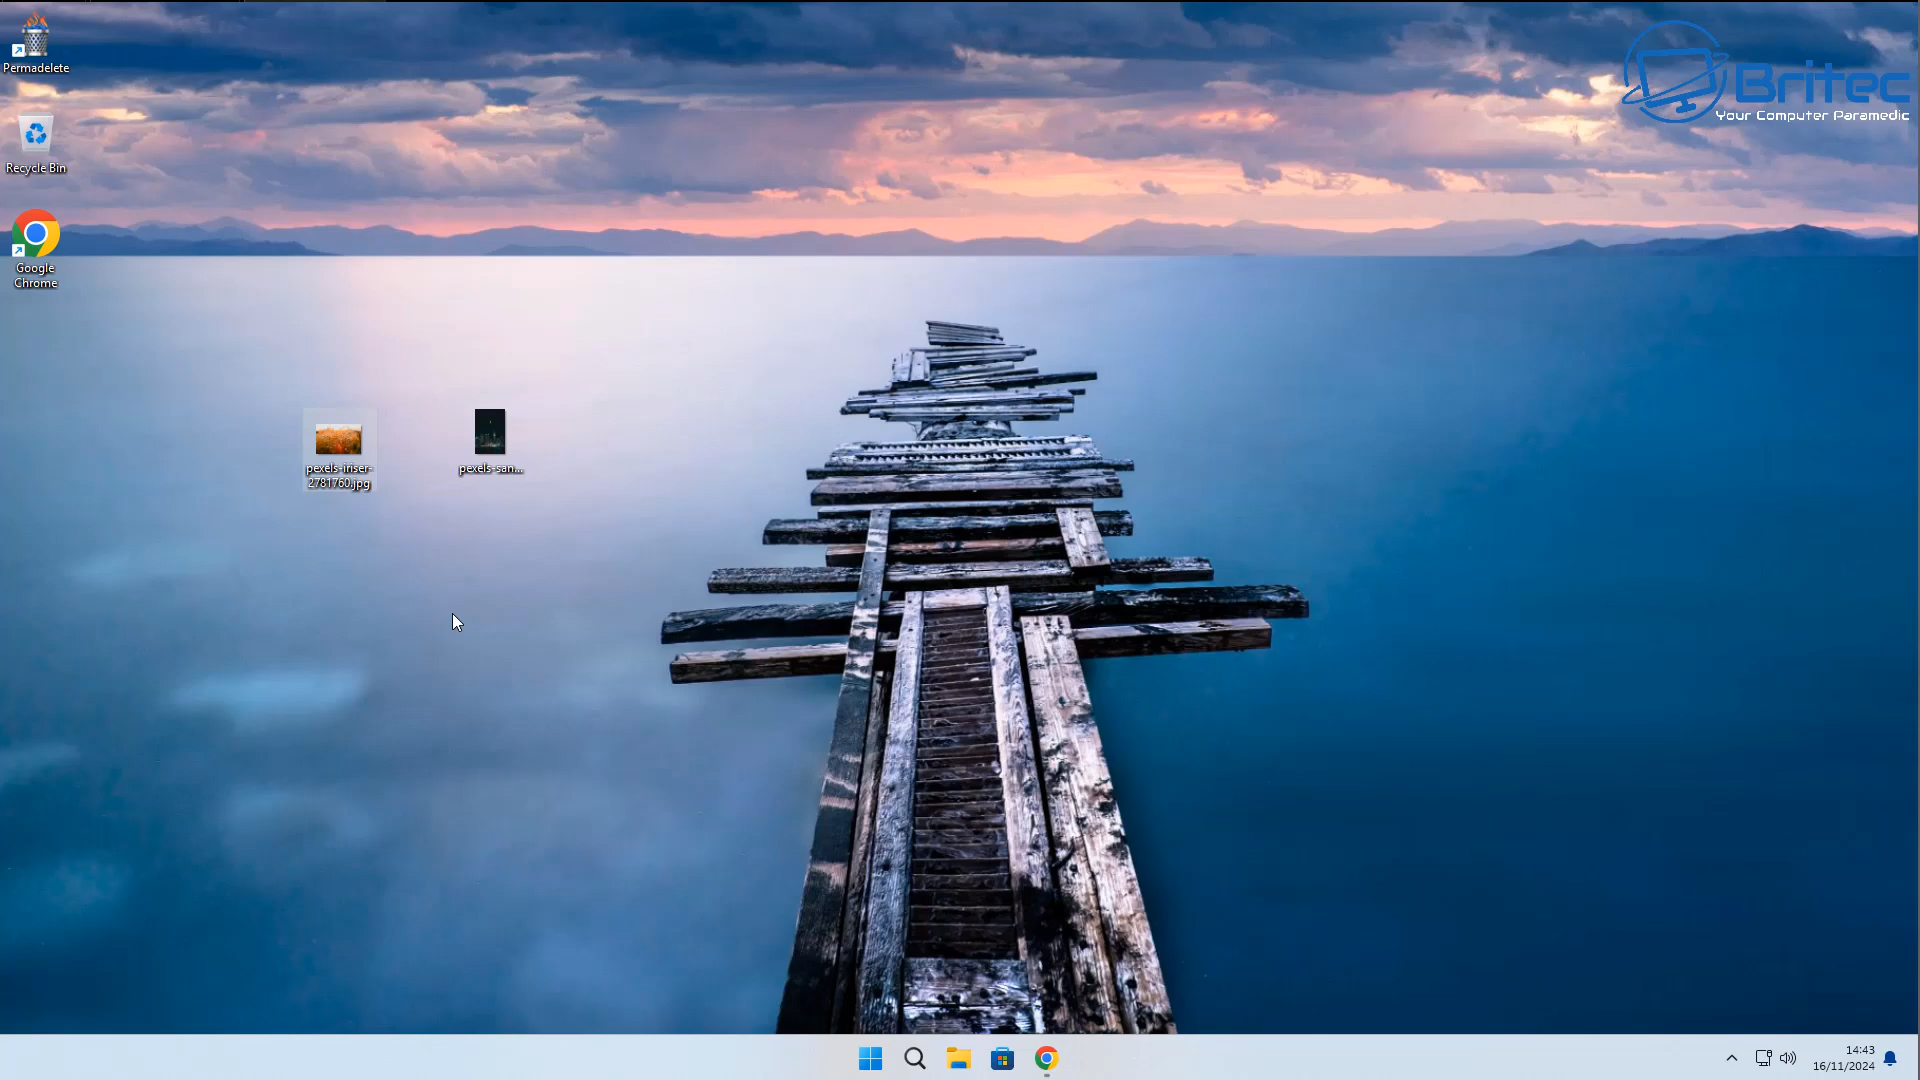 Permadelete
Recycle Bin
Google
Chrome
pexels-iriser-
2781760.jpg
pexels-san...
Britec
Your Computer Paramedic
14:43
16/11/2024